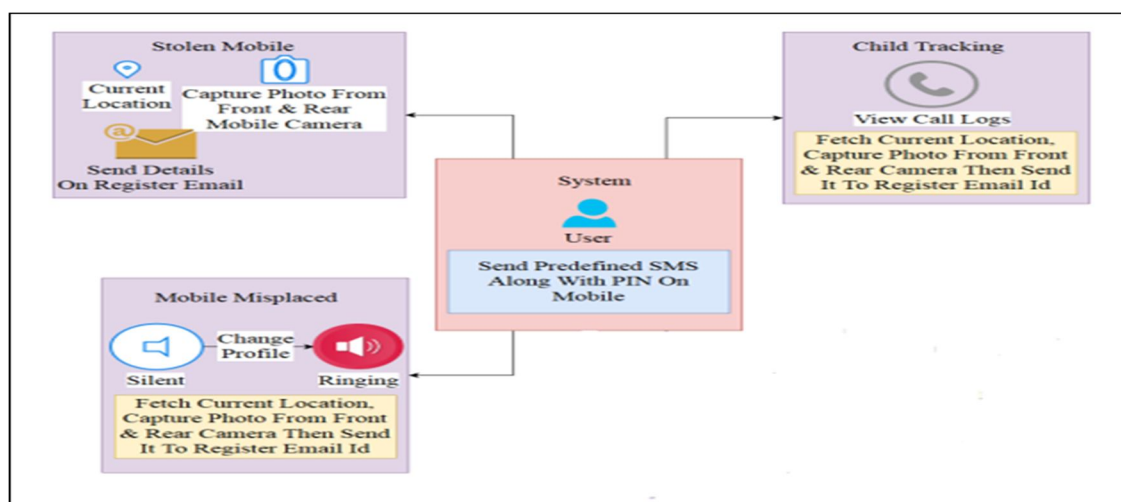 Stolen Mobile
Current
Location
Capture Photo From
Front & Rear
Mobile Camera
@
Send Details
On Register Email
Child Tracking
View Call Logs
Fetch Current Location,
Capture Photo From Front
& Rear Camera Then Send
It To Register Email Id
System
User
Send Predefined SMS
Along With PIN On
Mobile
Mobile Misplaced
Change
Profile
Silent
Ringing
Fetch Current Location,
Capture Photo From Front
& Rear Camera Then Send
It To Register Email Id